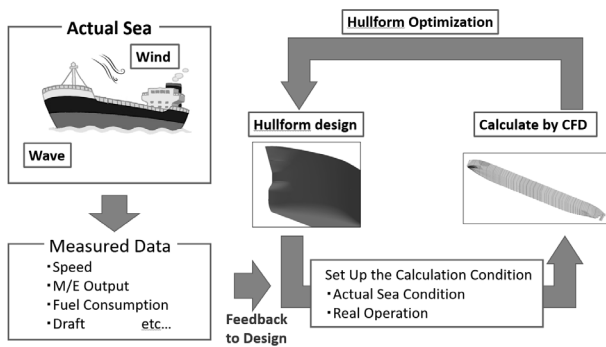 Hullform Optimization
Actual Sea
Wind
Wave
Hullform design
Calculate by CFD
Measured Data
・Speed
・M/E Output
・Fuel Consumption
・Draft etc...
Feedback
to Design
Set Up the Calculation Condition
・Actual Sea Condition
・Real Operation